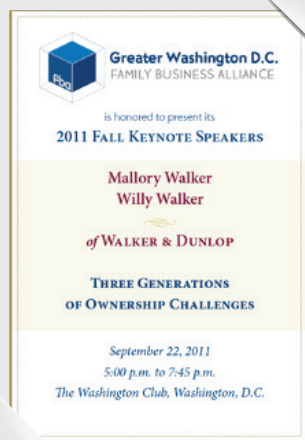 fba
Greater Washington D.C.
FAMILY BUSINESS ALLIANCE
is honored to present its
2011 FALL KEYNOTE SPEAKERS
Mallory Walker
Willy Walker
of WALKER & DUNLOP
THREE GENERATIONS
OF OWNERSHIP CHALLENGES
September 22, 2011
5:00 p.m. to 7:45 p.m.
The Washington Club, Washington, D.C.